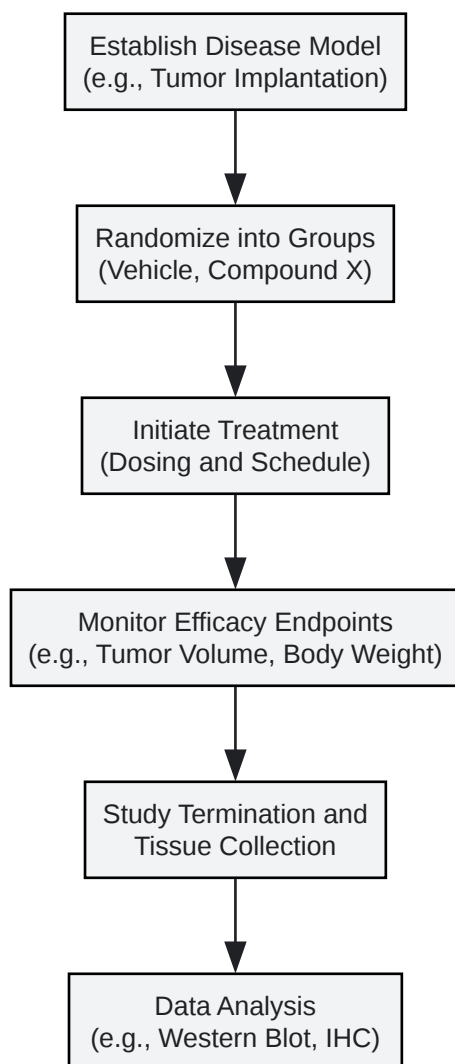 Establish Disease Model
(e.g., Tumor Implantation)
Randomize into Groups
(Vehicle, Compound X)
Initiate Treatment
(Dosing and Schedule)
Monitor Efficacy Endpoints
(e.g., Tumor Volume, Body Weight)
Study Termination and
Tissue Collection
Data Analysis
(e.g., Western Blot, IHC)